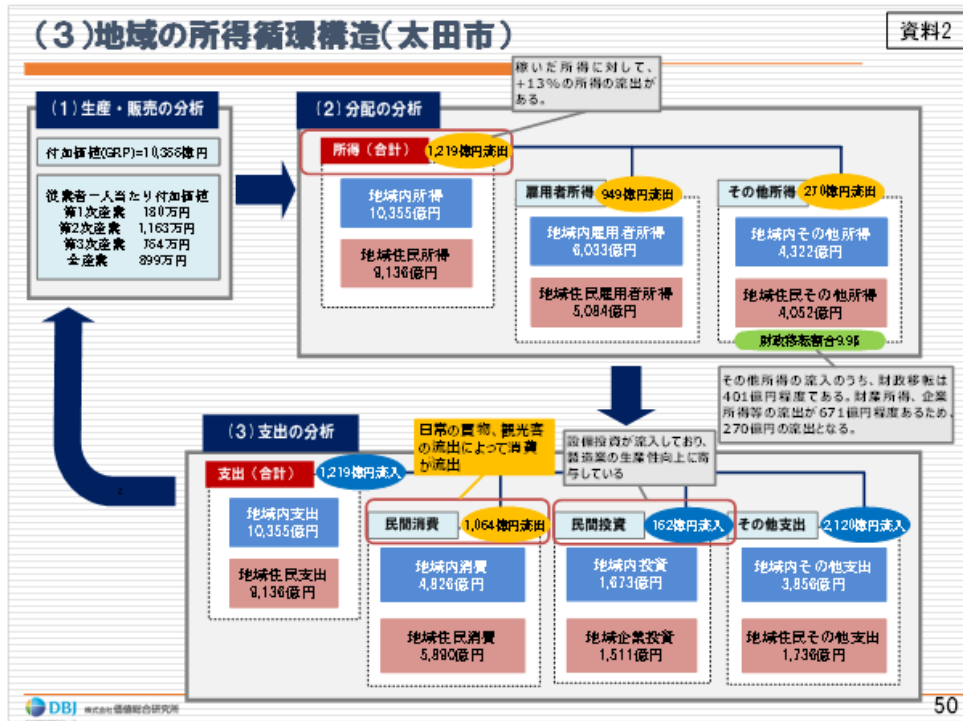 (3)地域の所得循環構造(太田市)
資料2
稼いだ所得に対して、
+13%の所得の流出が
ある。
(1)生産・販売の分析
付加価値(GRP)=10,355億円
従業者一人当たり付加価値
第1次産業 180万円
第2次産業 1,163万円
第3次産業 764万円
全産業 899万円
(2)分配の分析
所得(合計)
1,219億円流出
地域内所得
10,355億円
地域住民所得
9,136億円
雇用者所得
949億円流出
地域内雇用者所得
6,033億円
地域住民雇用者所得
5,084億円
その他所得
270億円流出
地域内その他所得
4,322億円
地域住民その他所得
4,052億円
財政移転割合9.9%
その他所得の流入のうち、財政移転は
401億円程度である。財産所得、企業
所得等の流出が671億円程度あるため、
270億円の流出となる。
(3)支出の分析
日常の買物、観光客
の流出によって消費
が流出
設備投資が流入しており、
製造業の生産性向上に寄
与している
支出(合計)
1,219億円流入
地域内支出
10,355億円
地域住民支出
9,136億円
民間消費
1,064億円流出
地域内消費
4,826億円
地域住民消費
5,890億円
民間投資
162億円流入
地域内投資
1,673億円
地域企業投資
1,511億円
その他支出
2,120億円流入
地域内その他支出
3,856億円
地域住民その他支出
1,736億円
2
DBJ 株式会社価値総合研究所
50